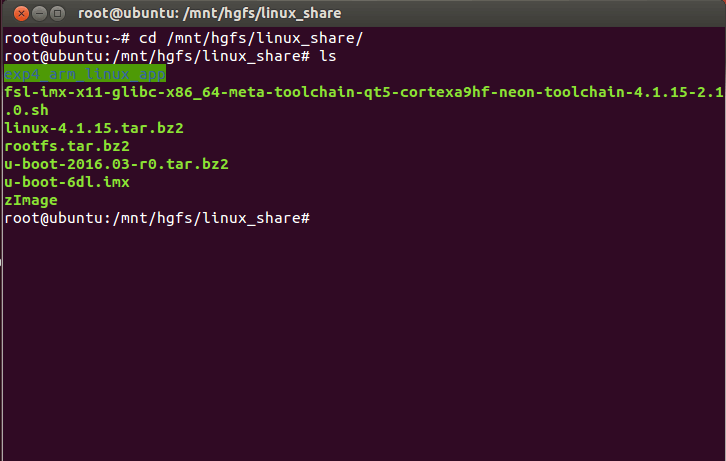 root@ubuntu: /mnt/hgfs/linux_share
root@ubuntu:~# cd /mnt/hgfs/linux_share/
root@ubuntu:/mnt/hgfs/linux_share# ls
exp4_arm_linux_app
fsl-imx-x11-glibc-x86_64-meta-toolchain-qt5-cortexa9hf-neon-toolchain-4.1.15-2.1
.0.sh
linux-4.1.15.tar.bz2
rootfs.tar.bz2
u-boot-2016.03-r0.tar.bz2
u-boot-6dl.imx
zImage
root@ubuntu:/mnt/hgfs/linux_share#